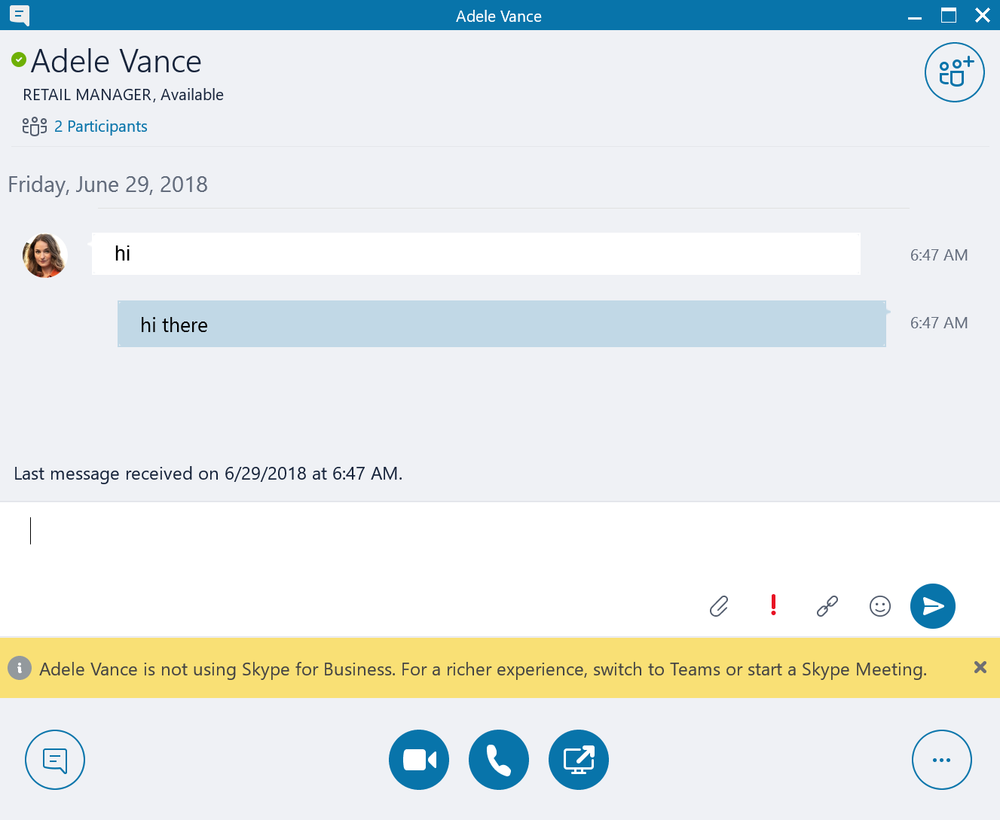 Adele Vance
Adele Vance
RETAIL MANAGER, Available
2 Participants
Friday, June 29, 2018
hi
6:47 AM
hi there
6:47 AM
Last message received on 6/29/2018 at 6:47 AM.
Adele Vance is not using Skype for Business. For a richer experience, switch to Teams or start a Skype Meeting.